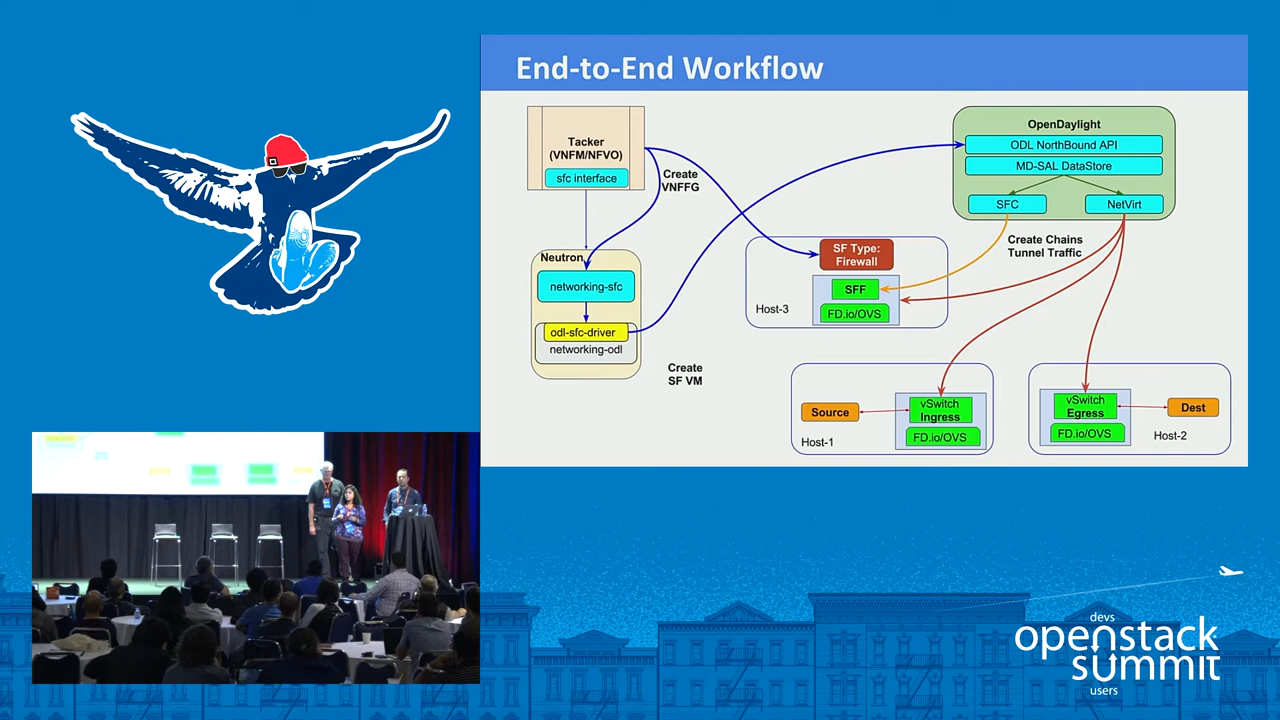 End-to-End Workflow
Tacker
(VNFM/NFVO)
sfc interface
Create
VNFFG
Neutron
networking-sfc
odl-sfc-driver
networking-odl
Create
SF VM
OpenDaylight
ODL NorthBound API
MD-SAL DataStore
SFC
NetVirt
Create Chains
Tunnel Traffic
SF Type:
Firewall
SFF
FD.io/OVS
Host-3
Source
vSwitch
Ingress
FD.io/OVS
Host-1
vSwitch
Egress
FD.io/OVS
Dest
Host-2
devs
openstack
summit
users